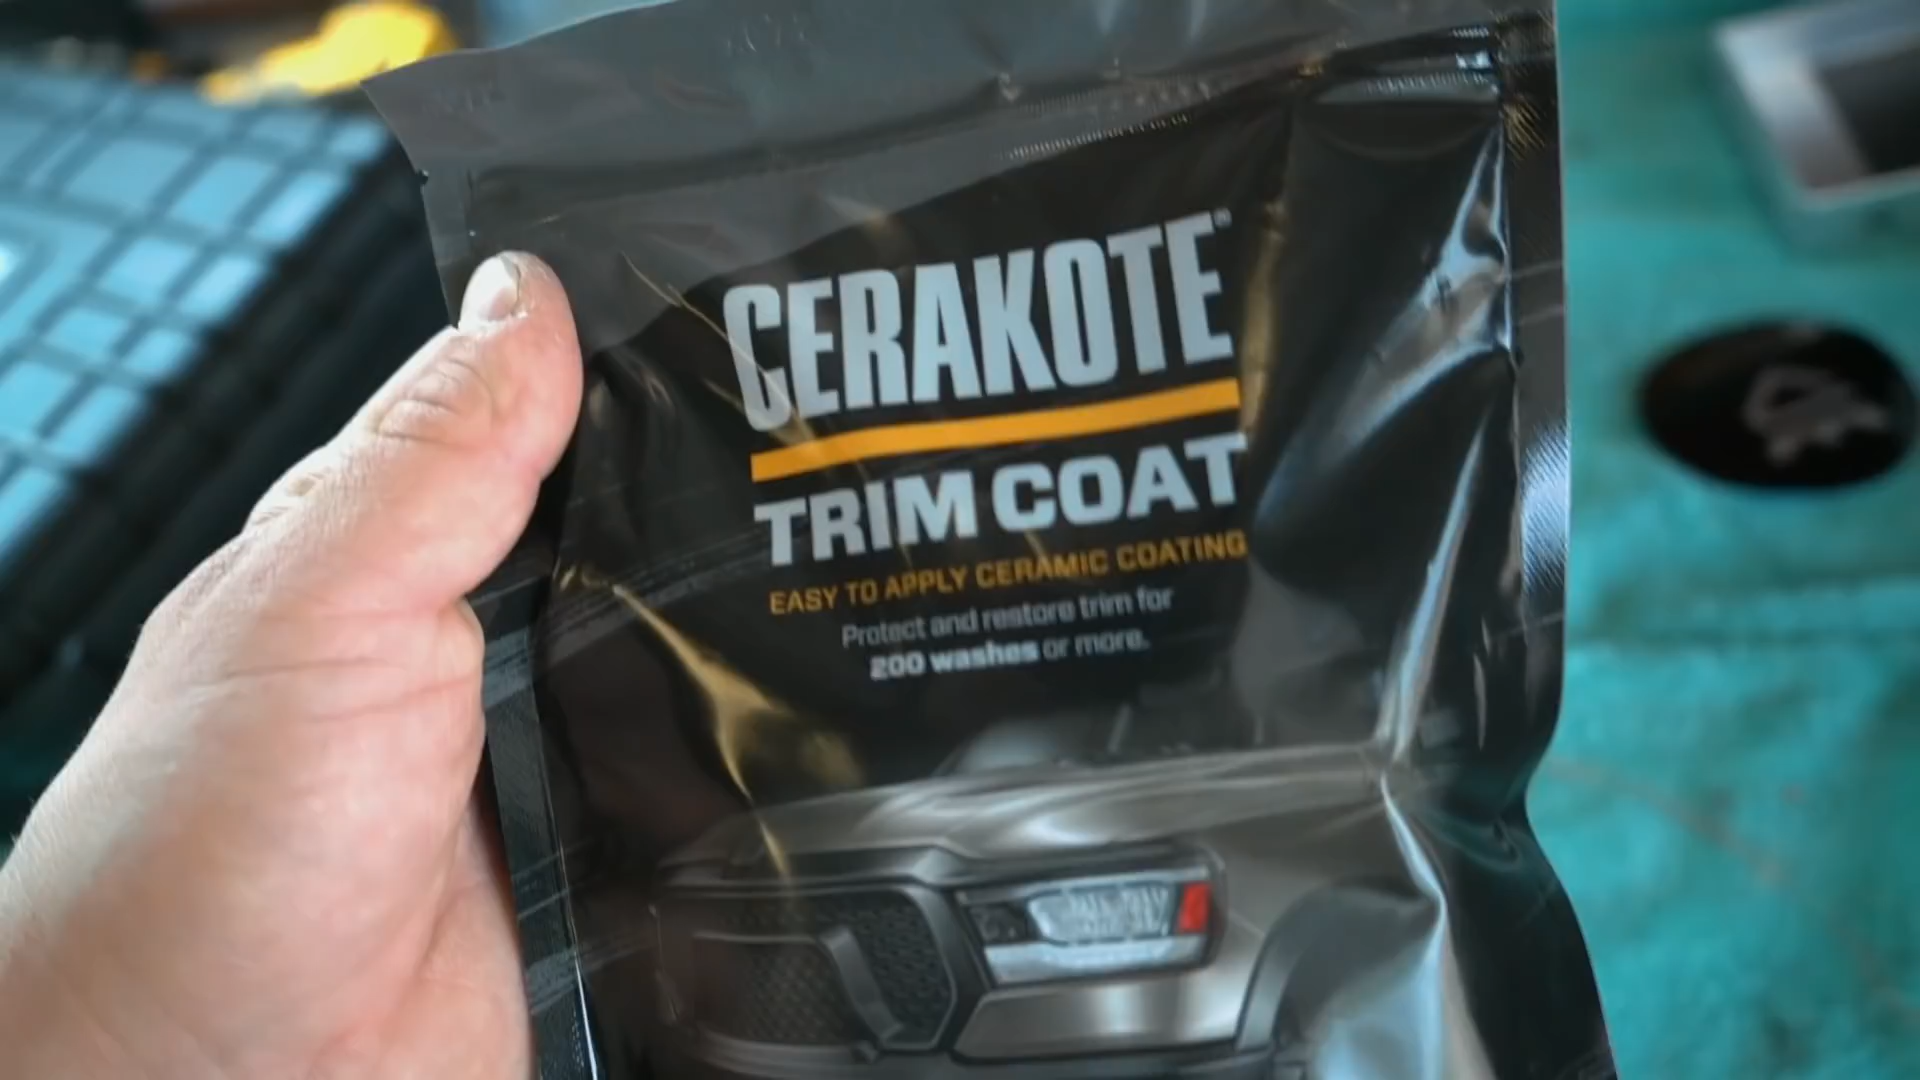 CERAKOTE®
TRIM COAT
EASY TO APPLY CERAMIC COATING
Protect and restore trim for
200 washes or more.